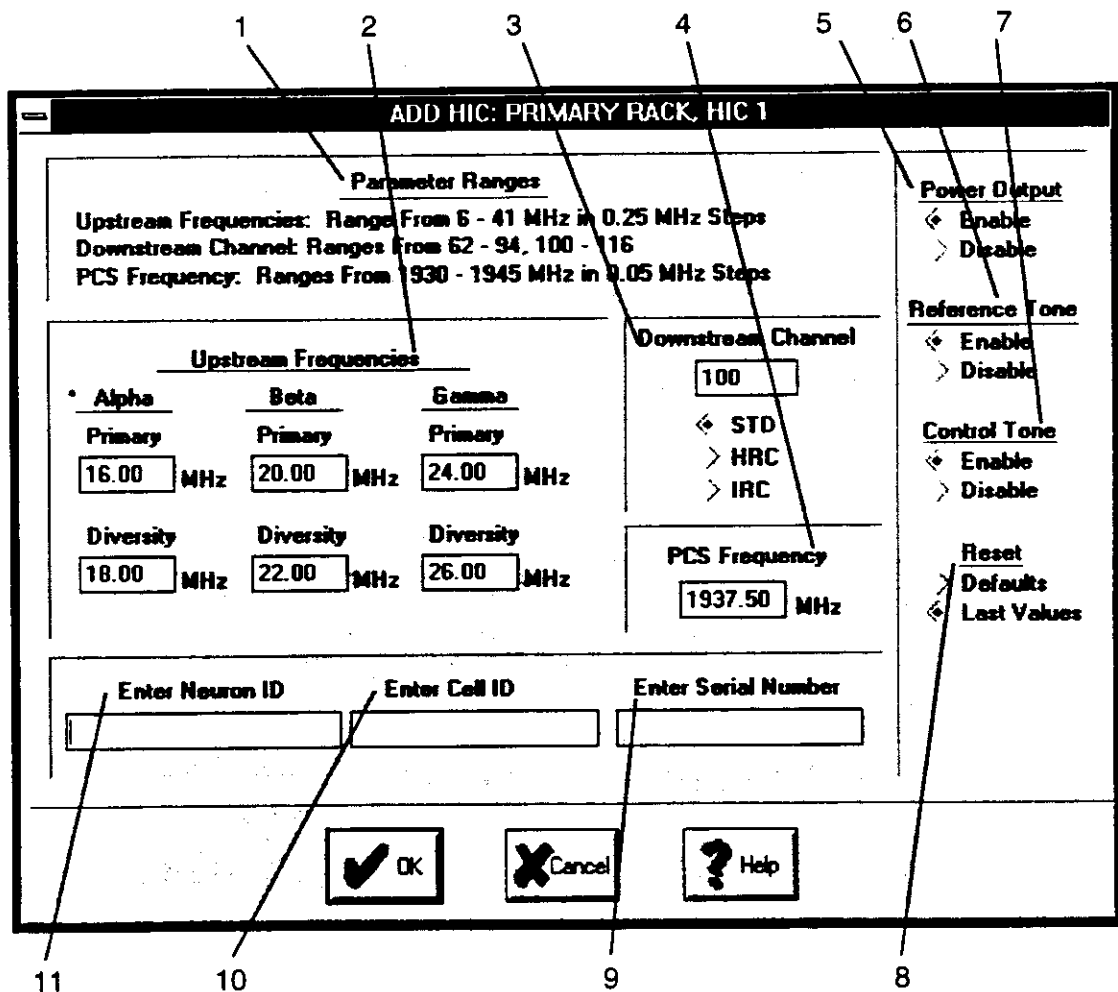 1 2 3 4 5 6 7
ADD HIC: PRIMARY RACK, HIC 1
Parameter Ranges
Upstream Frequencies: Range From 6 - 41 MHz in 0.25 MHz Steps
Downstream Channel: Ranges From 62 - 94, 100 - 116
PCS Frequency: Ranges From 1930 - 1945 MHz in 0.05 MHz Steps
Upstream Frequencies
* Alpha Beta Gamma
Primary Primary Primary
16.00 MHz 20.00 MHz 24.00 MHz
Diversity Diversity Diversity
18.00 MHz 22.00 MHz 26.00 MHz
Downstream Channel
100
STD
HRC
IRC
PCS Frequency
1937.50 MHz
Power Output
Enable
Disable
Reference Tone
Enable
Disable
Control Tone
Enable
Disable
Reset
Defaults
Last Values
Enter Neuron ID Enter Cell ID Enter Serial Number
OK Cancel Help
11 10 9 8